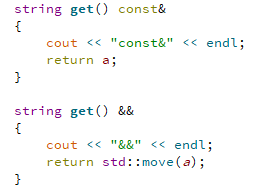 string get() const&
{
    cout << "const&" << endl;
    return a;
}

string get() &&
{
    cout << "&&" << endl;
    return std::move(a);
}